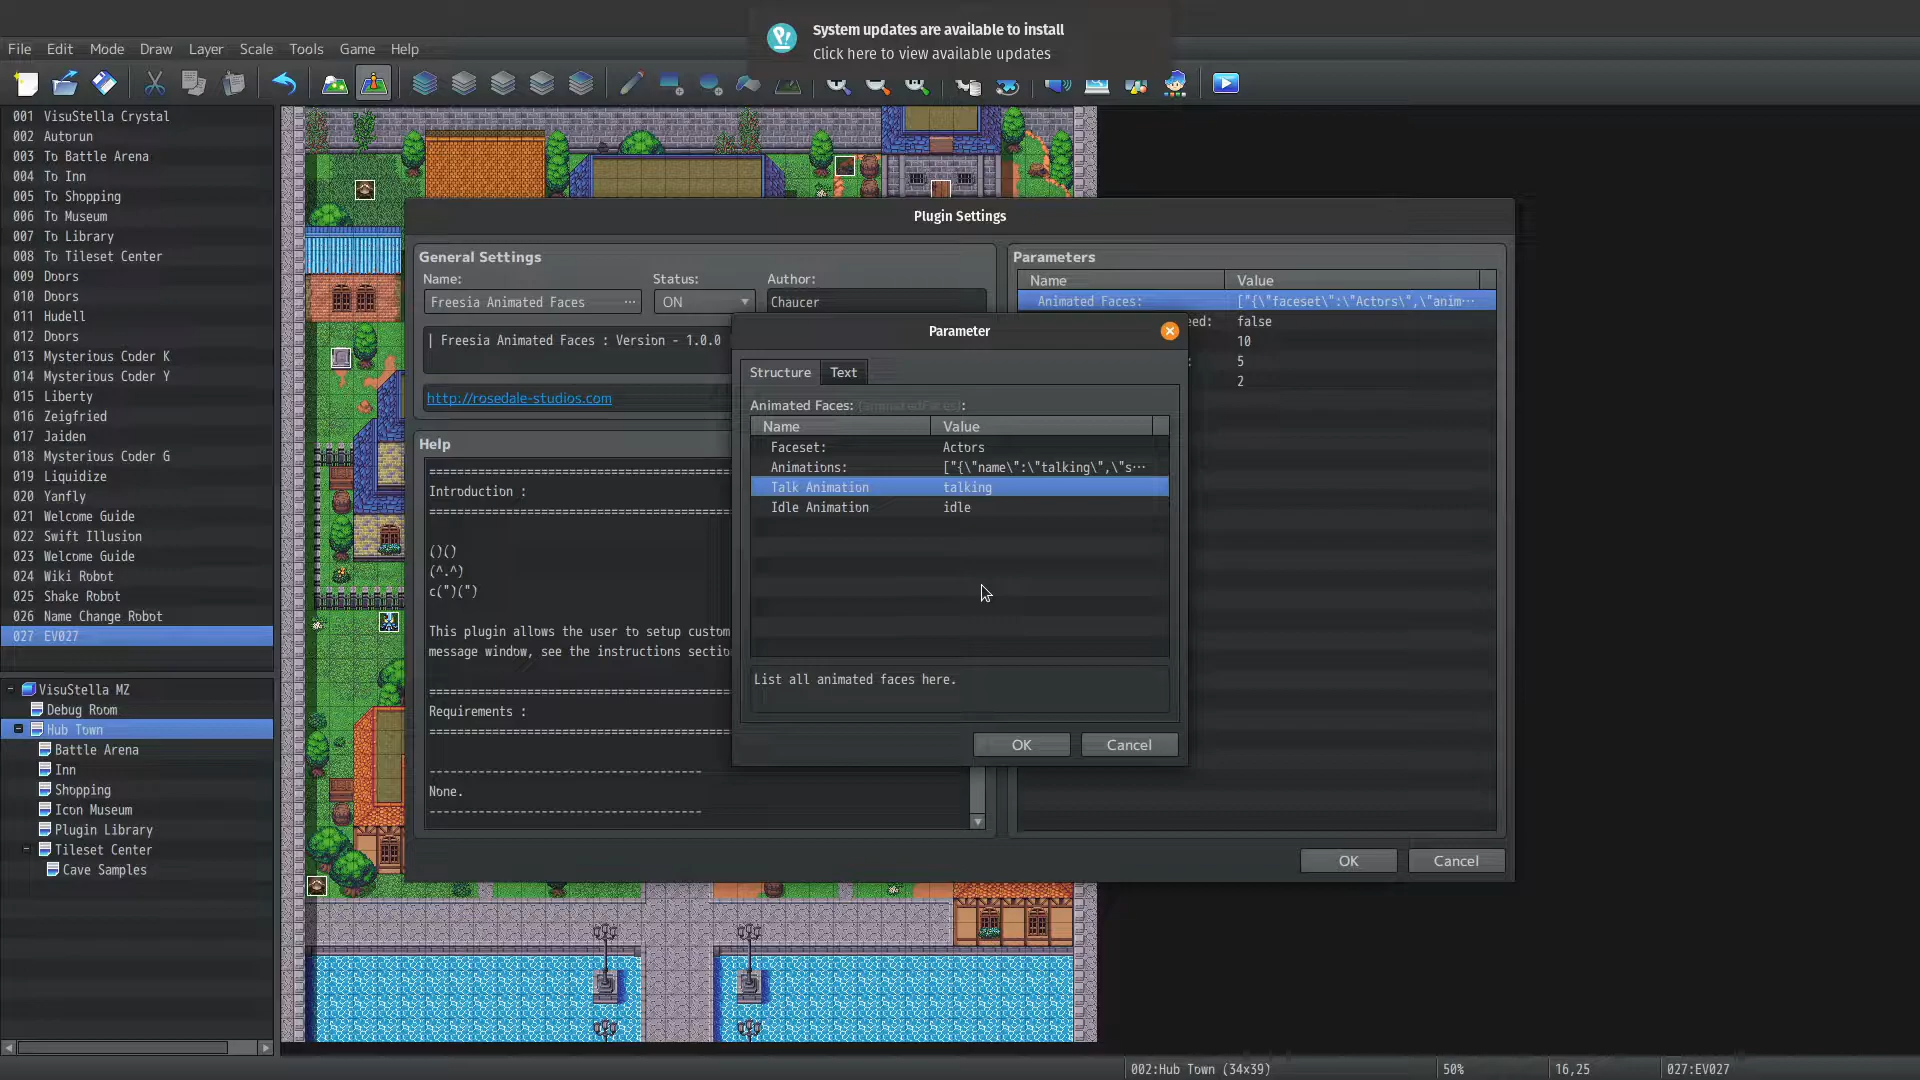 System updates are available to install
Click here to view available updates
File Edit Mode Draw Layer Scale Tools Game Help
001 VisuStella Crystal
002 Autorun
003 To Battle Arena
004 To Inn
005 To Shopping
006 To Museum
007 To Library
008 To Tileset Center
009 Doors
010 Doors
011 Hudell
012 Doors
013 Mysterious Coder K
014 Mysterious Coder Y
015 Liberty
016 Zeigfried
017 Jaiden
018 Mysterious Coder G
019 Liquidize
020 Yanfly
021 Welcome Guide
022 Swift Illusion
023 Welcome Guide
024 Wiki Robot
025 Shake Robot
026 Name Change Robot
027 EV027
VisuStella MZ
Debug Room
Hub Town
Battle Arena
Inn
Shopping
Icon Museum
Plugin Library
Tileset Center
Cave Samples
Plugin Settings
General Settings
Name: Status: Author:
Freesia Animated Faces ··· ON Chaucer
| Freesia Animated Faces : Version - 1.0.0
http://rosedale-studios.com
Help
===========================================
Introduction :
===========================================
()()
(^.^)
c(")(")
This plugin allows the user to setup custom
message window, see the instructions sectio
===========================================
Requirements :
===========================================
---------------------------------------
None.
---------------------------------------
Parameters
Name Value
Animated Faces: ["{\"faceset\":\"Actors\",\"anim···
eed: false
10
: 5
2
OK Cancel
Parameter
Structure Text
Animated Faces: (animatedFaces):
Name Value
Faceset: Actors
Animations: ["{\"name\":\"talking\",\"s···
Talk Animation talking
Idle Animation idle
List all animated faces here.
OK Cancel
002:Hub Town (34×39) 50% 16,25 027:EV027